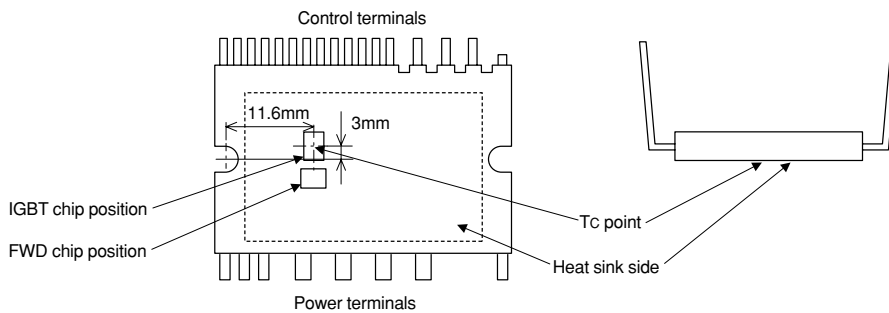 Control terminals
11.6mm
3mm
IGBT chip position
FWD chip position
Tc point
Heat sink side
Power terminals